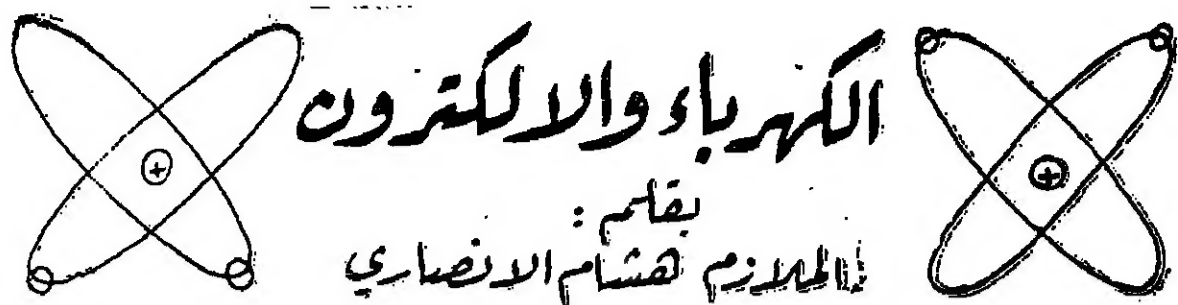 الكهرباء والالكترون
بقلم :
الملازم هشام الانصاري